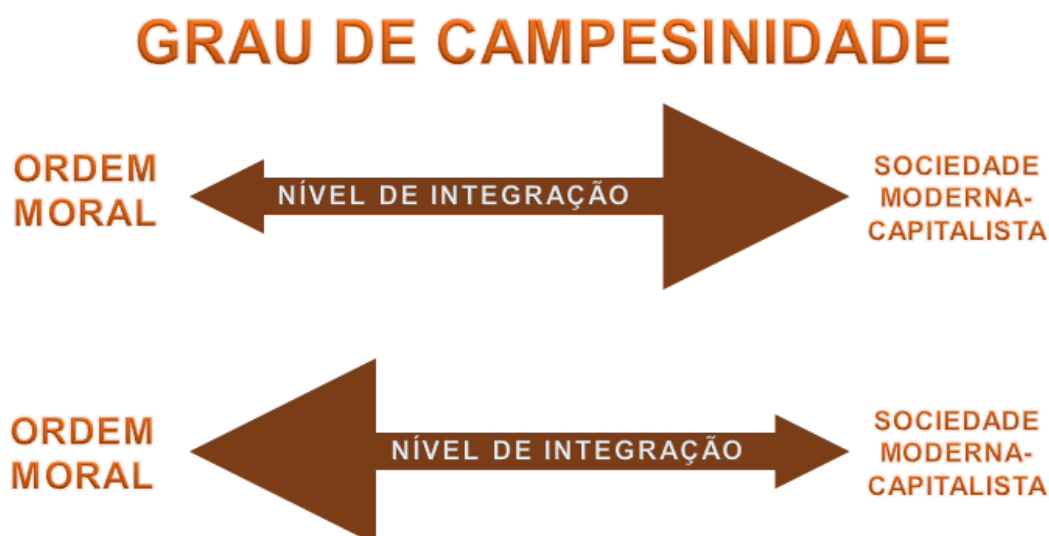 GRAU DE CAMPESINIDADE
ORDEM
MORAL
NÍVEL DE INTEGRAÇÃO
SOCIEDADE
MODERNA-
CAPITALISTA
ORDEM
MORAL
NÍVEL DE INTEGRAÇÃO
SOCIEDADE
MODERNA-
CAPITALISTA